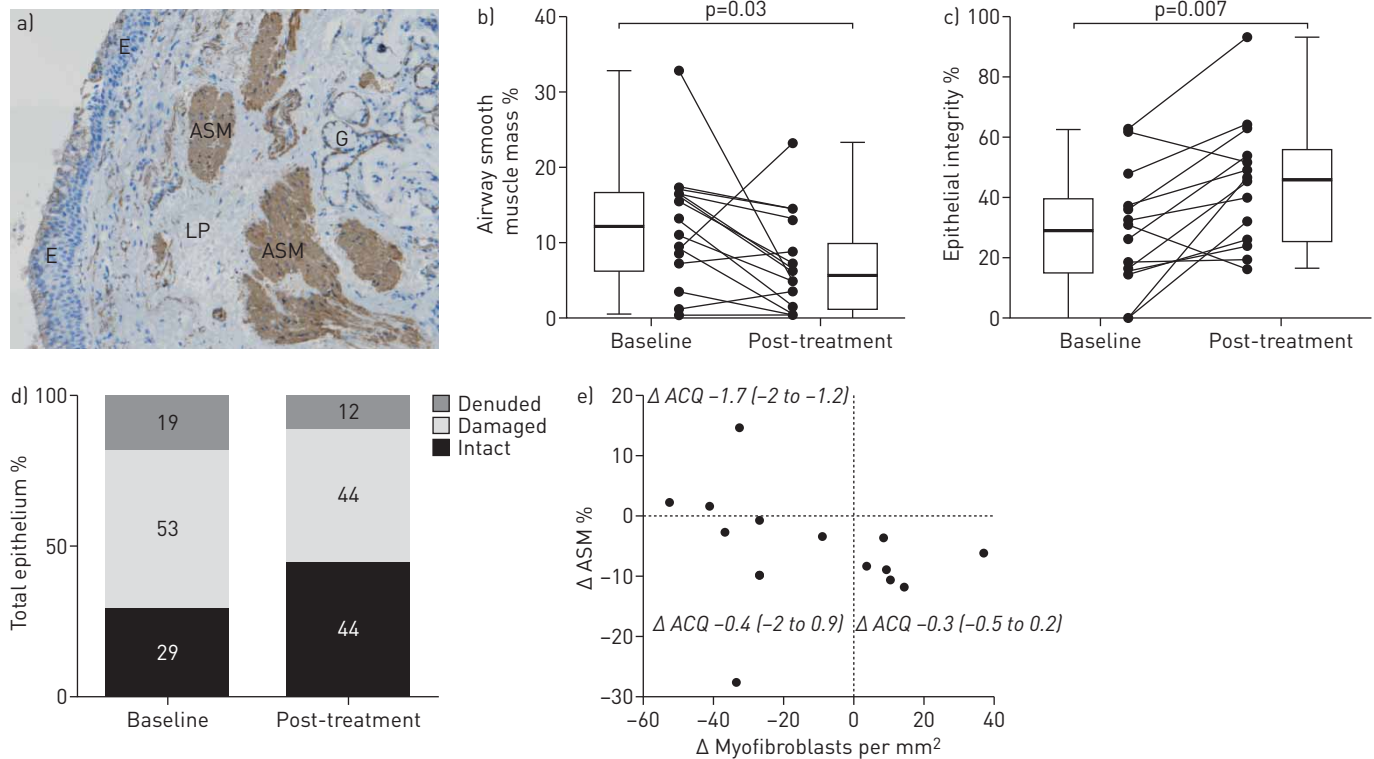 a)
E
ASM
G
LP
E
ASM
b)
p=0.03
Airway smooth
muscle mass %
40
30
20
10
0
Baseline
Post-treatment
c)
p=0.007
Epithelial integrity %
100
80
60
40
20
0
Baseline
Post-treatment
d)
Total epithelium %
100
50
0
19
53
29
12
44
44
Baseline
Post-treatment
Denuded
Damaged
Intact
e)
Δ ACQ −1.7 (−2 to −1.2)
Δ ASM %
20
10
0
−10
−20
−30
Δ ACQ −0.4 (−2 to 0.9)
Δ ACQ −0.3 (−0.5 to 0.2)
−60
−40
−20
0
20
40
Δ Myofibroblasts per mm²